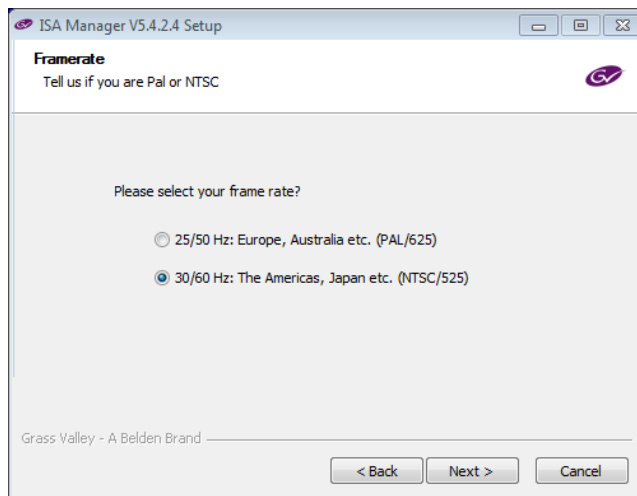 ISA Manager V5.4.2.4 Setup
Framerate
Tell us if you are Pal or NTSC
GV
Please select your frame rate?
25/50 Hz: Europe, Australia etc. (PAL/625)
30/60 Hz: The Americas, Japan etc. (NTSC/525)
Grass Valley - A Belden Brand
< Back Next > Cancel